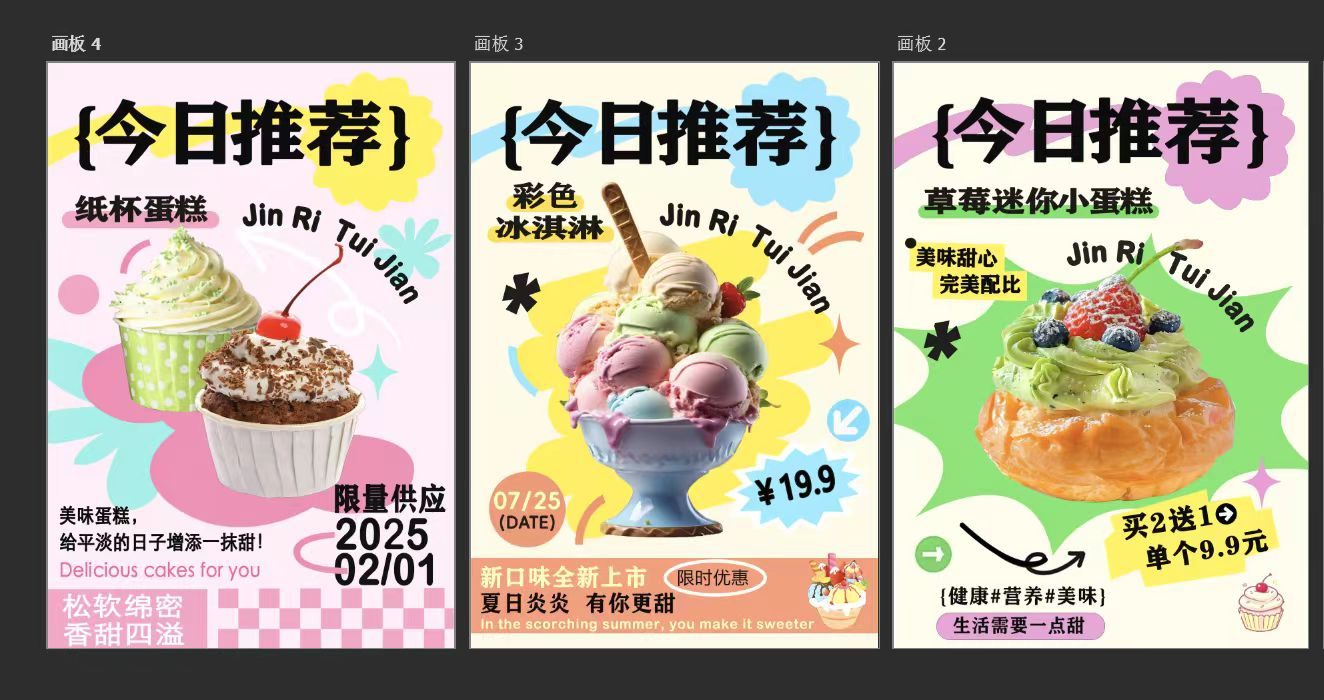 画板 4
{今日推荐}
纸杯蛋糕
Jin Ri Tui Jian
限量供应
2025
02/01
美味蛋糕，
给平淡的日子增添一抹甜！
Delicious cakes for you
松软绵密
香甜四溢
画板 3
{今日推荐}
彩色
冰淇淋
Jin Ri Tui Jian
¥19.9
07/25
(DATE)
新口味全新上市
限时优惠
夏日炎炎 有你更甜
In the scorching summer, you make it sweeter
画板 2
{今日推荐}
草莓迷你小蛋糕
Jin Ri Tui Jian
美味甜心
完美配比
买2送1
单个9.9元
{健康#营养#美味}
生活需要一点甜